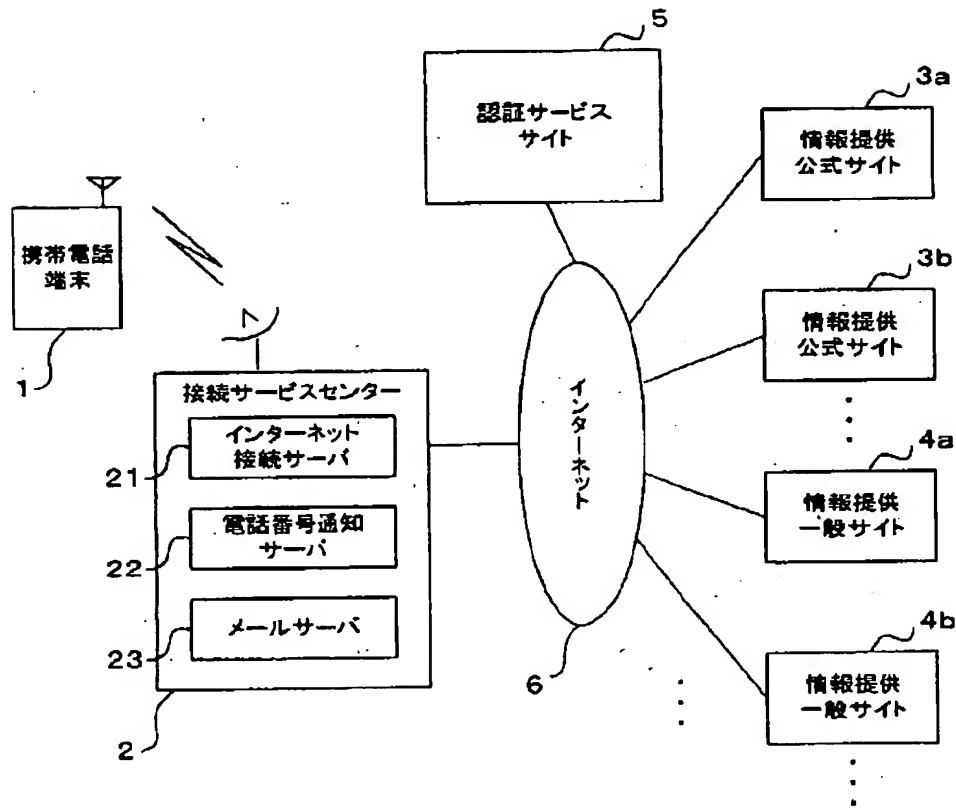 5
認証サービス
サイト
3a
情報提供
公式サイト
携帯電話
端末
1
3b
情報提供
公式サイト
接続サービスセンター
インターネット
接続サーバ
21
電話番号通知
サーバ
22
メールサーバ
23
2
インターネット
6
4a
情報提供
一般サイト
4b
情報提供
一般サイト